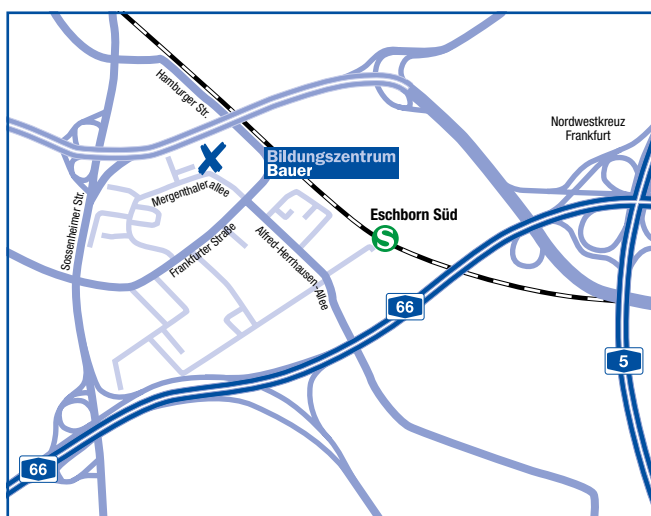 Hamburger Str.
Nordwestkreuz
Frankfurt
Bildungszentrum
Bauer
Mergenthalerallee
Sossenheimer Str.
Eschborn Süd
S
Frankfurter Straße
Alfred-Herrhausen-Allee
66
5
66